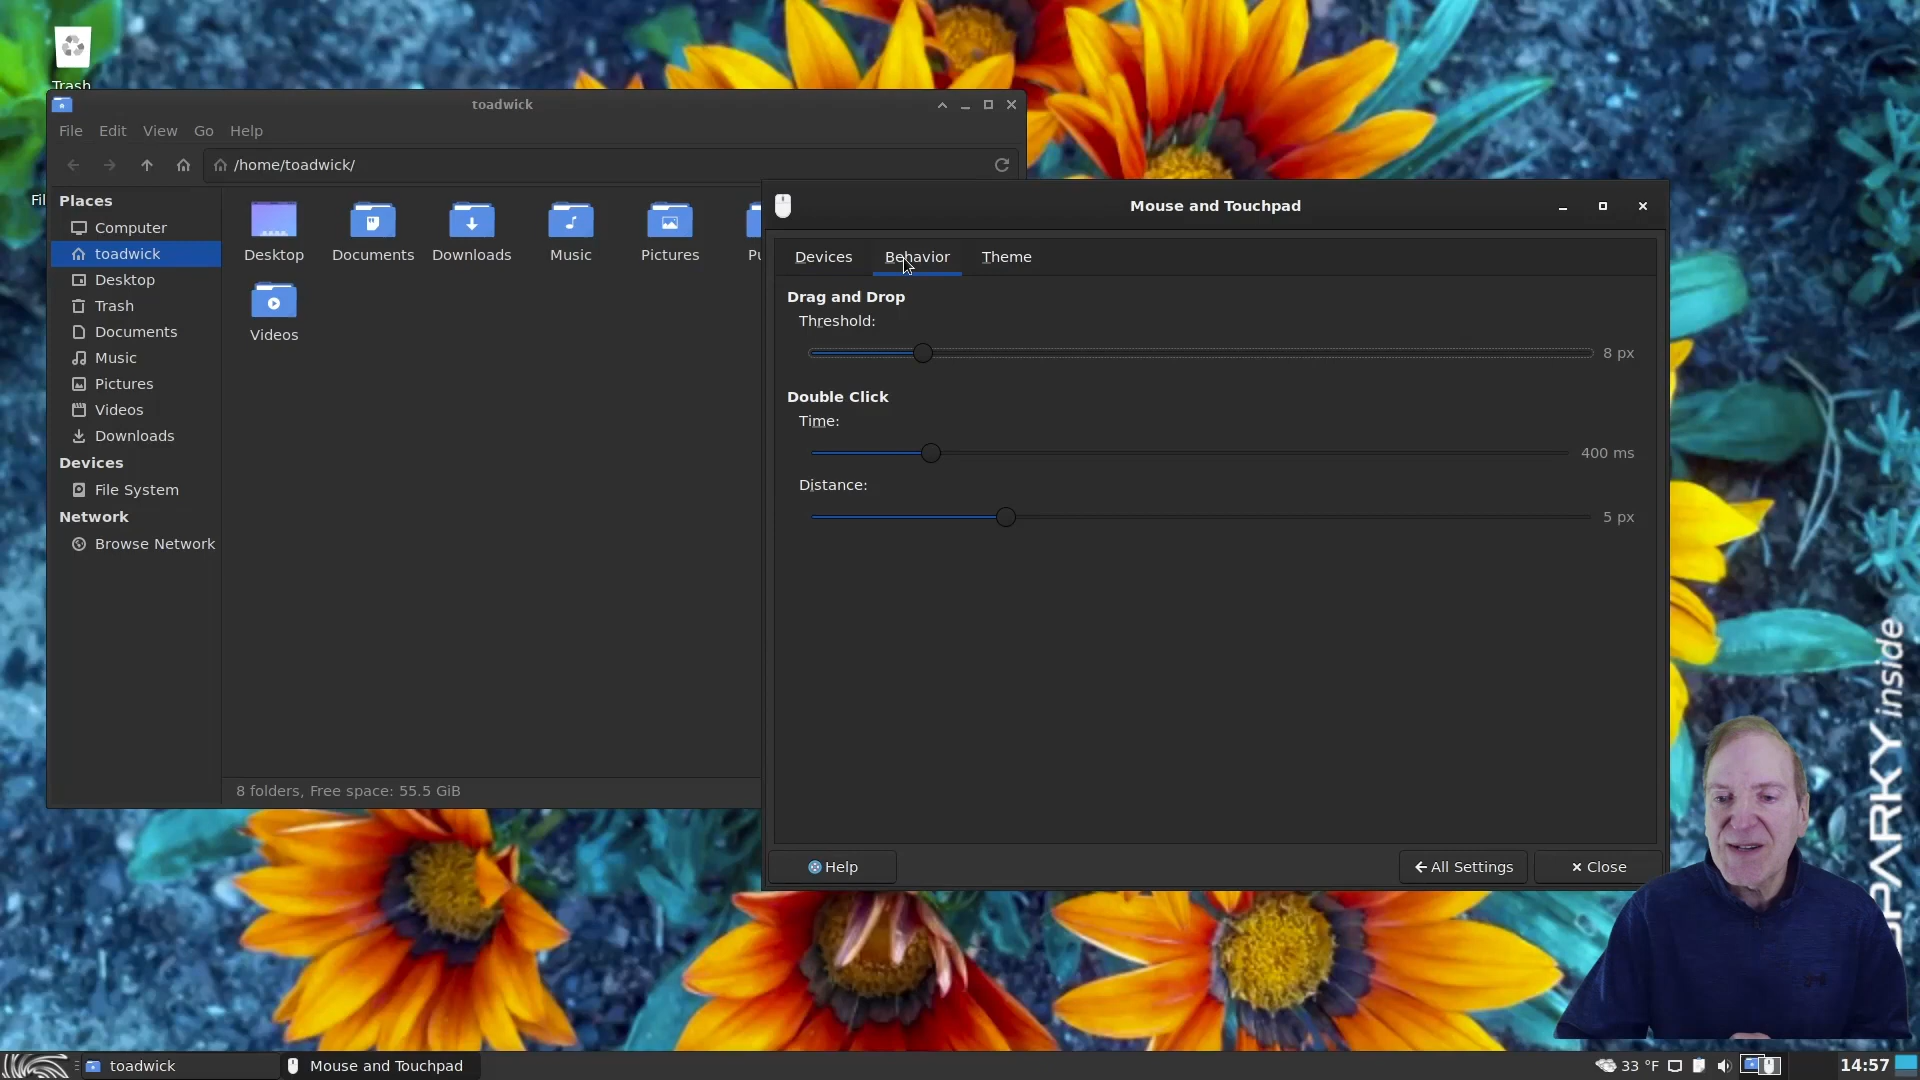 Trash
Fil
toadwick
File Edit View Go Help
/home/toadwick/
Places
Computer
toadwick
Desktop
Trash
Documents
Music
Pictures
Videos
Downloads
Devices
File System
Network
Browse Network
Desktop Documents Downloads Music Pictures Pu
Videos
8 folders, Free space: 55.5 GiB
Mouse and Touchpad
Devices Behavior Theme
Drag and Drop
Threshold:
8 px
Double Click
Time:
400 ms
Distance:
5 px
Help All Settings Close
SPARKY inside
toadwick Mouse and Touchpad 33 °F 14:57